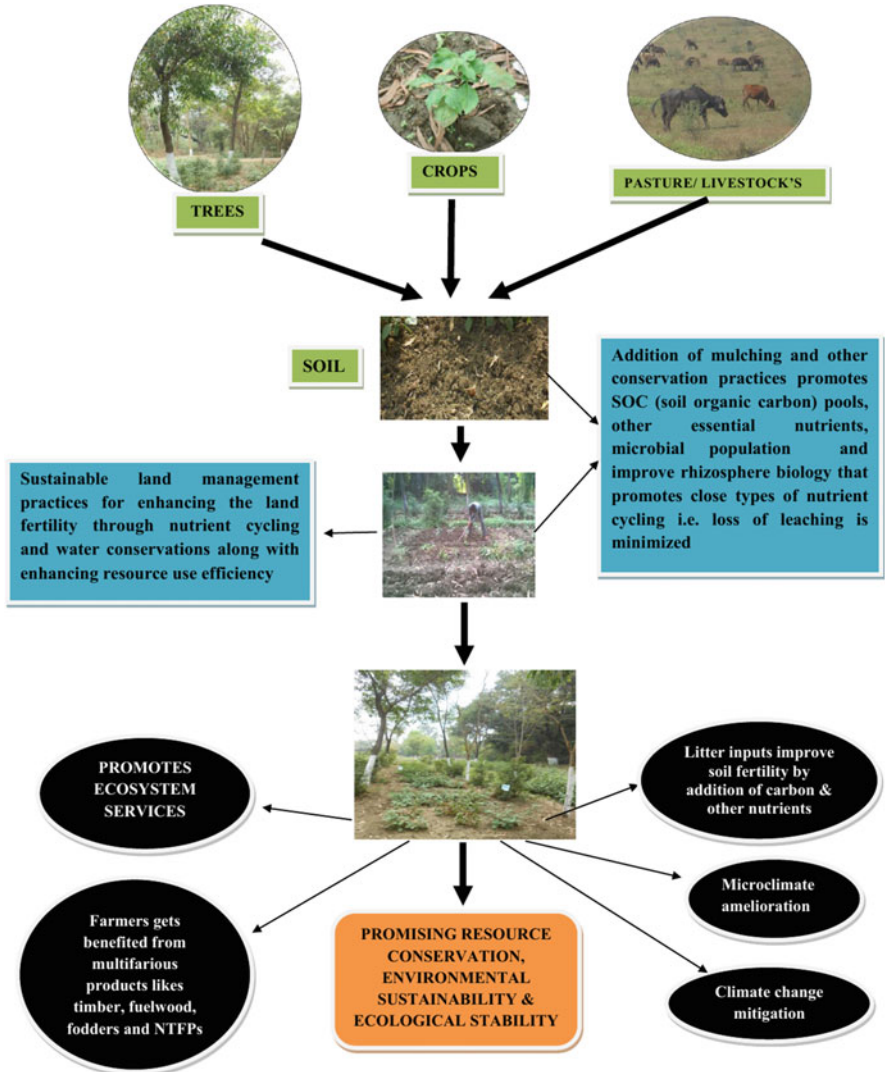 TREES
CROPS
PASTURE/ LIVESTOCK'S
SOIL
Addition of mulching and other
conservation practices promotes
SOC (soil organic carbon) pools,
other essential nutrients,
microbial population and
improve rhizosphere biology that
promotes close types of nutrient
cycling i.e. loss of leaching is
minimized
Sustainable land management
practices for enhancing the land
fertility through nutrient cycling
and water conservations along with
enhancing resource use efficiency
PROMOTES
ECOSYSTEM
SERVICES
Litter inputs improve
soil fertility by
addition of carbon &
other nutrients
Farmers gets
benefited from
multifarious
products likes
timber, fuelwood,
fodders and NTFPs
PROMISING RESOURCE
CONSERVATION,
ENVIRONMENTAL
SUSTAINABILITY &
ECOLOGICAL STABILITY
Microclimate
amelioration
Climate change
mitigation